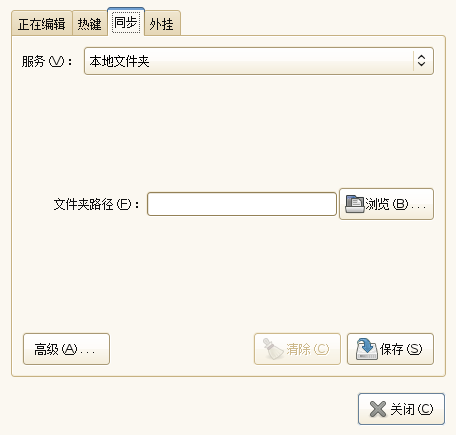 正在编辑 热键 同步 外挂
服务(V)： 本地文件夹
文件夹路径(F)： 浏览(B)...
高级(A)... 清除(C) 保存(S)
关闭(C)